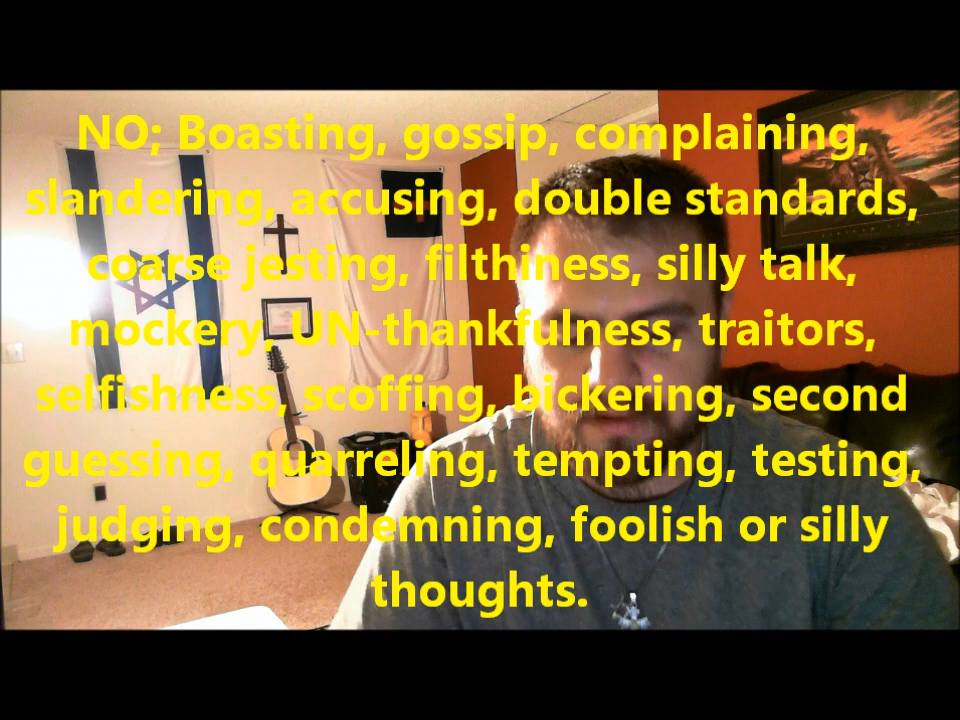 NO; Boasting, gossip, complaining,
slandering, accusing, double standards,
coarse jesting, filthiness, silly talk,
mockery, UN-thankfulness, traitors,
selfishness, scoffing, bickering, second
guessing, quarreling, tempting, testing,
judging, condemning, foolish or silly
thoughts.